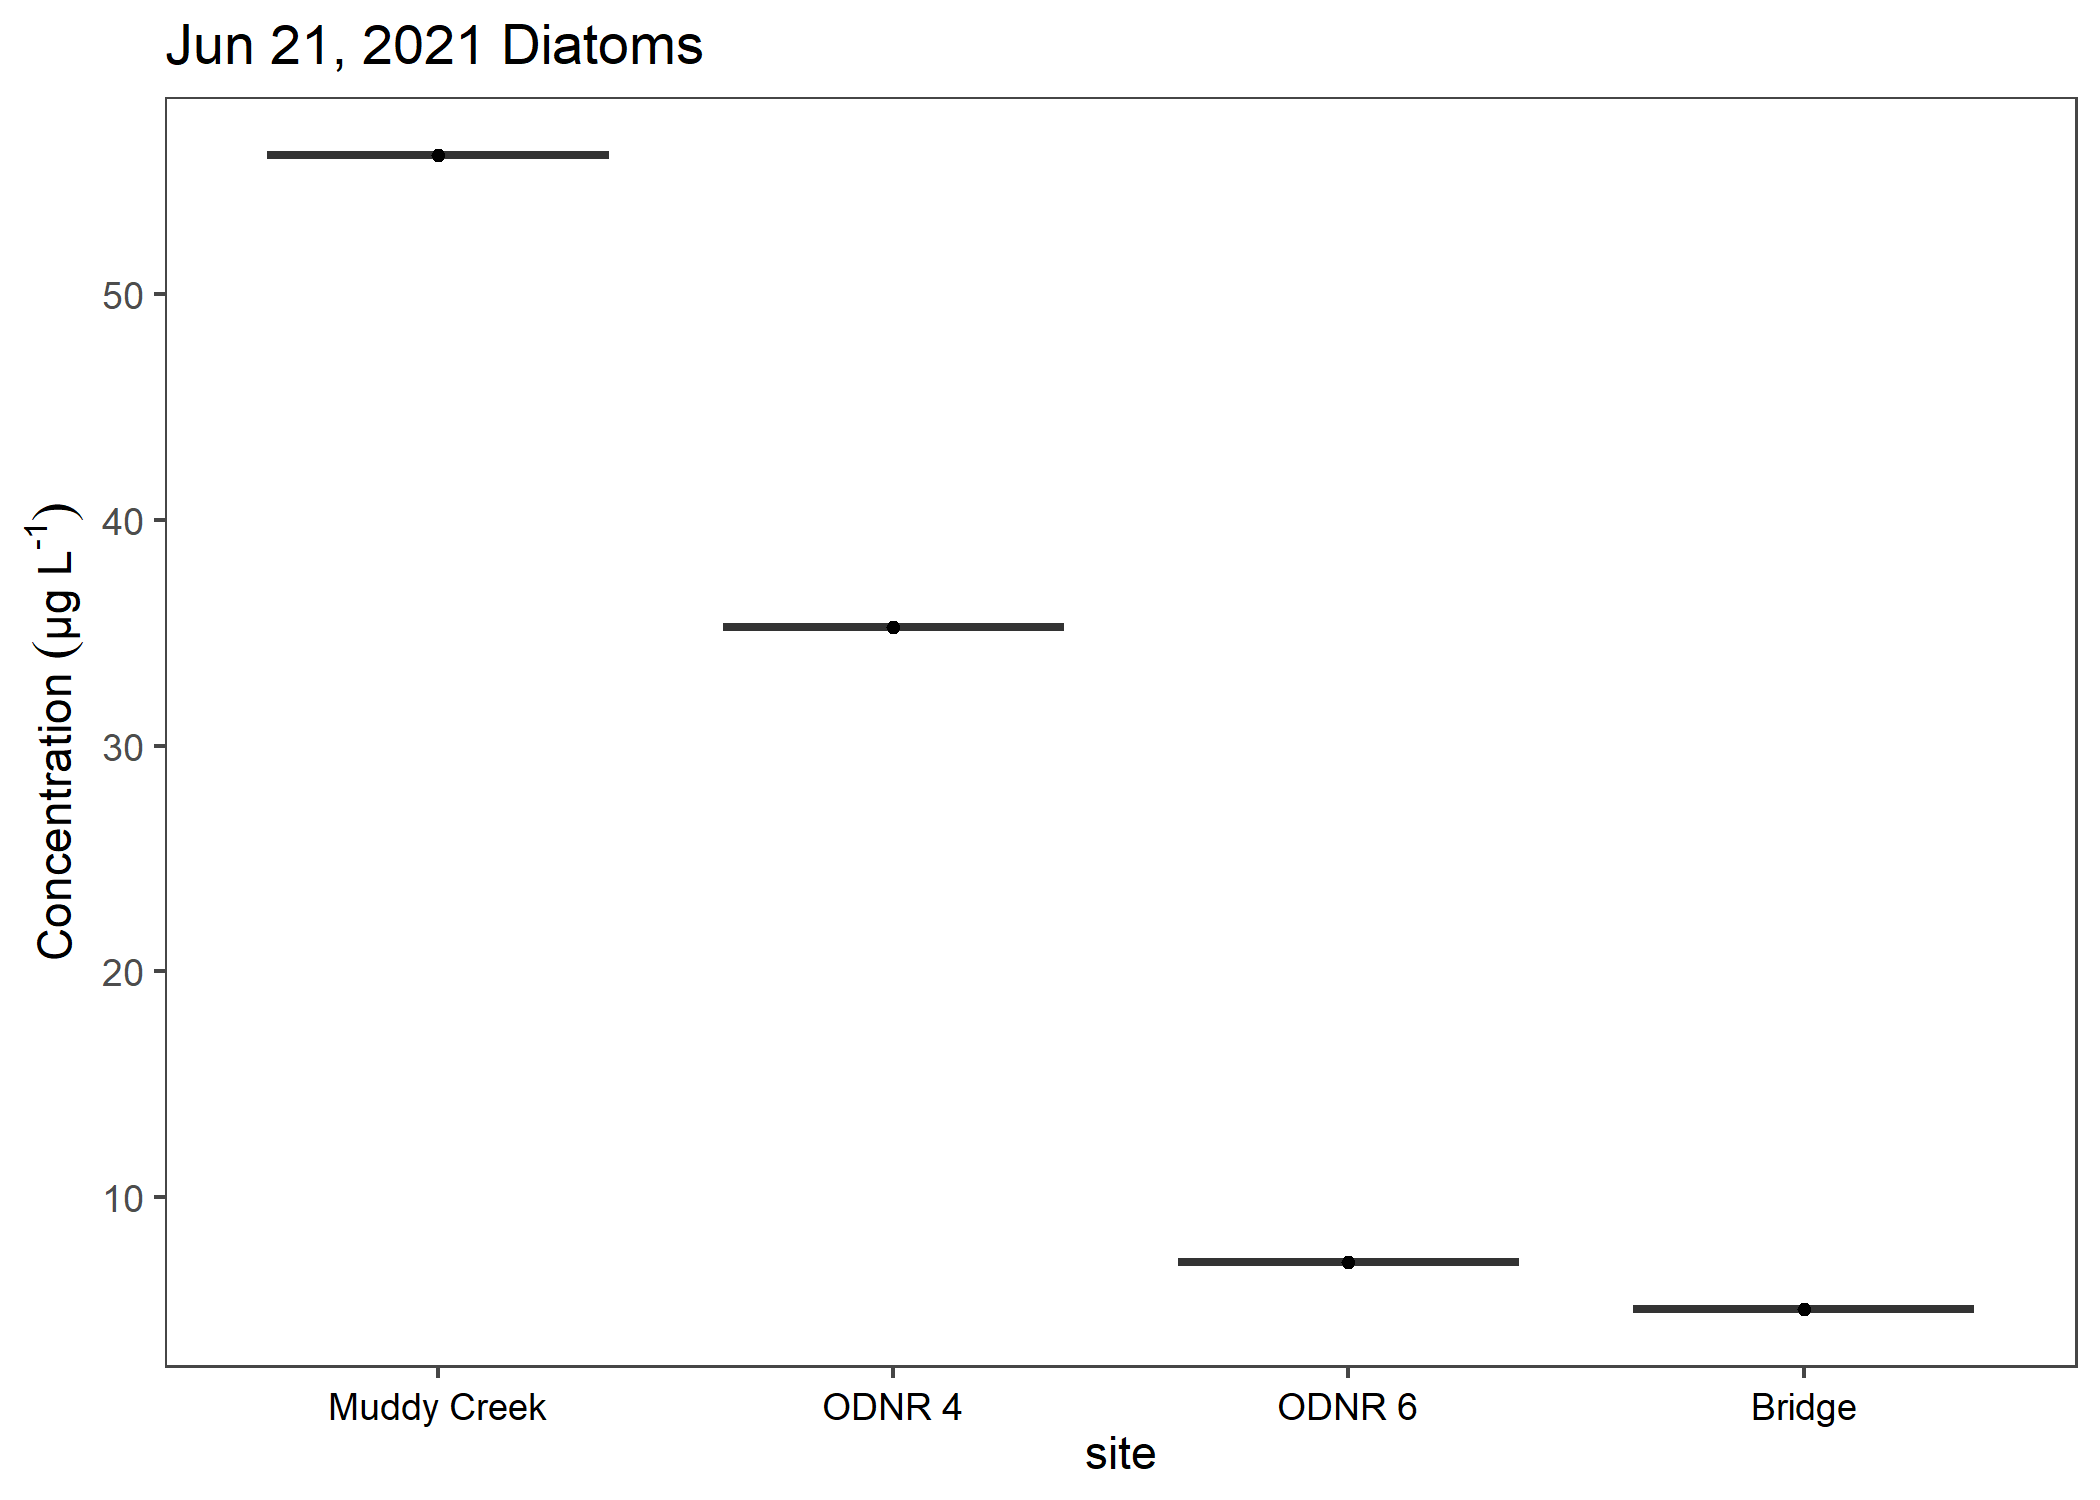 Jun 21, 2021 Diatoms
Concentration (µg L⁻¹)
50
40
30
20
10
Muddy Creek
ODNR 4
ODNR 6
Bridge
site